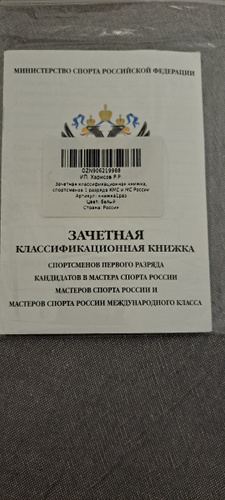 МИНИСТЕРСТВО СПОРТА РОССИЙСКОЙ ФЕДЕРАЦИИ
OZN906219988
ИП. Харисов Р.Р.
Зачетная классификационная книжка,
спортсменов 1 разряда КМС и МС России
Артикул: книжка1раз
Цвет: Белый
Страна: Россия
ЗАЧЕТНАЯ
КЛАССИФИКАЦИОННАЯ КНИЖКА
СПОРТСМЕНОВ ПЕРВОГО РАЗРЯДА
КАНДИДАТОВ В МАСТЕРА СПОРТА РОССИИ
МАСТЕРОВ СПОРТА РОССИИ И
МАСТЕРОВ СПОРТА РОССИИ МЕЖДУНАРОДНОГО КЛАССА